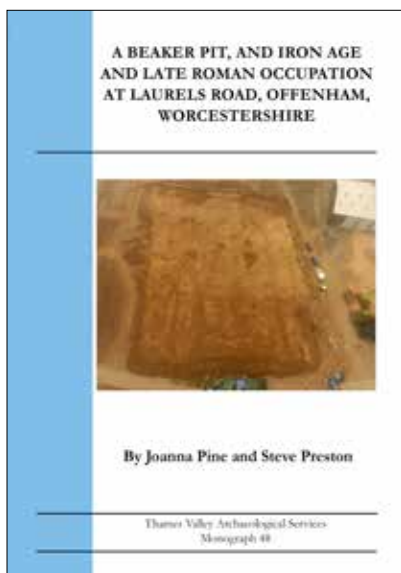 A BEAKER PIT, AND IRON AGE
AND LATE ROMAN OCCUPATION
AT LAURELS ROAD, OFFENHAM,
WORCESTERSHIRE
By Joanna Pine and Steve Preston
Thames Valley Archaeological Services
Monograph 48